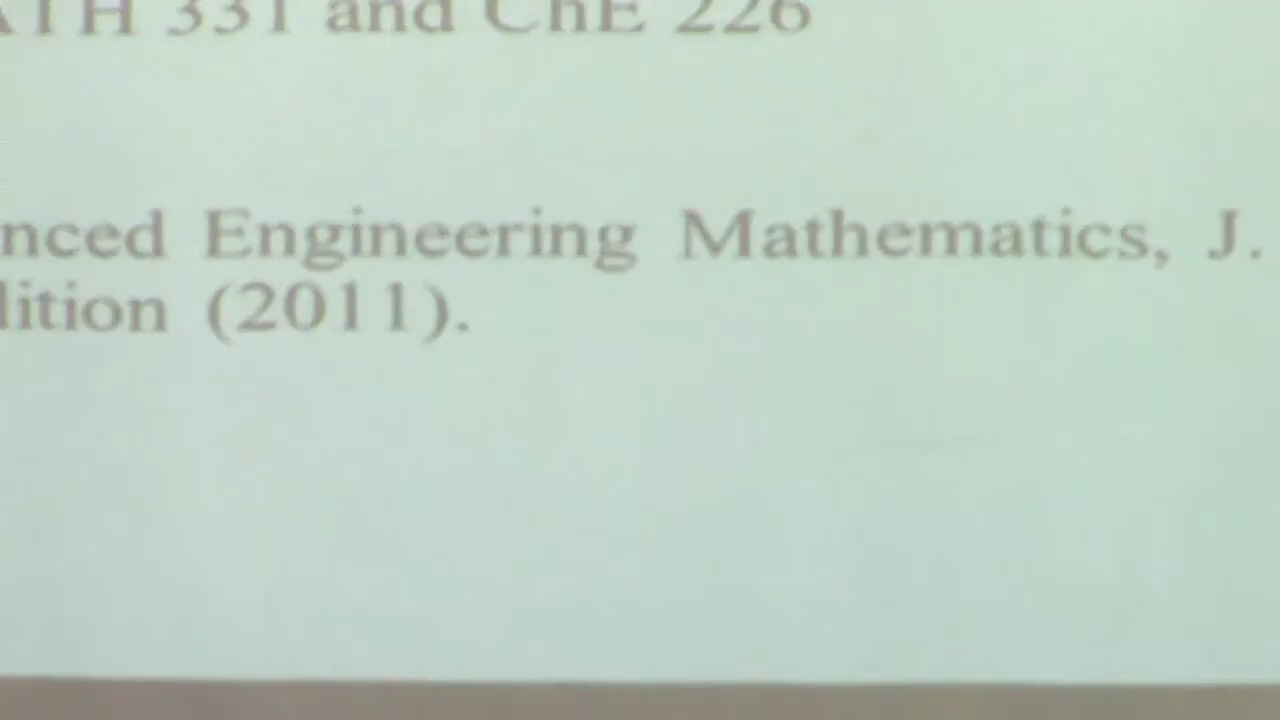 ATH 331 and ChE 226
nced Engineering Mathematics, J.
lition (2011).